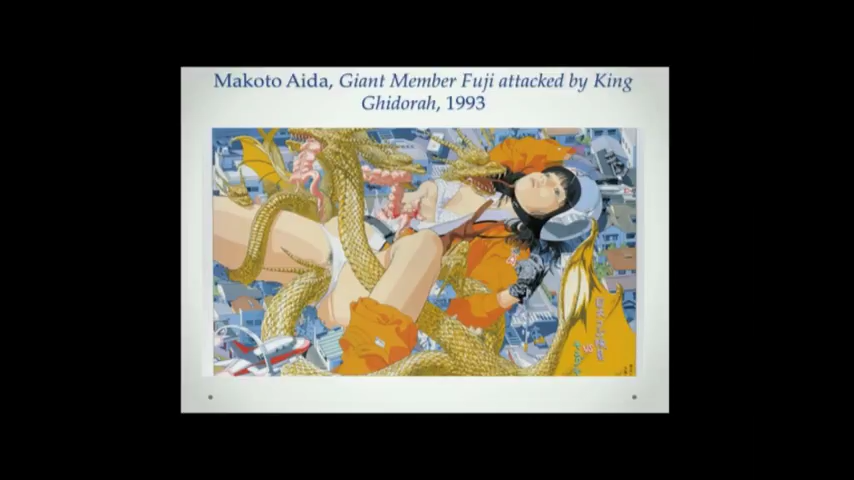 Makoto Aida, Giant Member Fuji attacked by King
Ghidorah, 1993